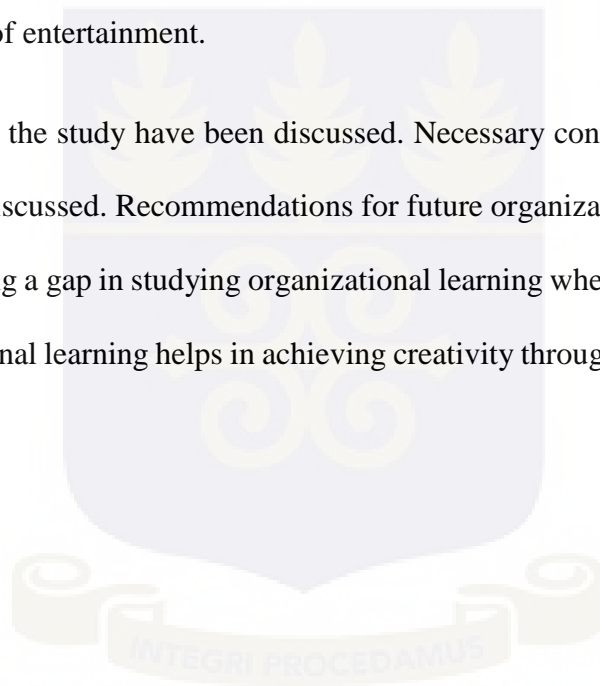 of entertainment.
the study have been discussed. Necessary con
scussed. Recommendations for future organiza
g a gap in studying organizational learning whe
nal learning helps in achieving creativity throug
INTEGRI PROCEDAMUS